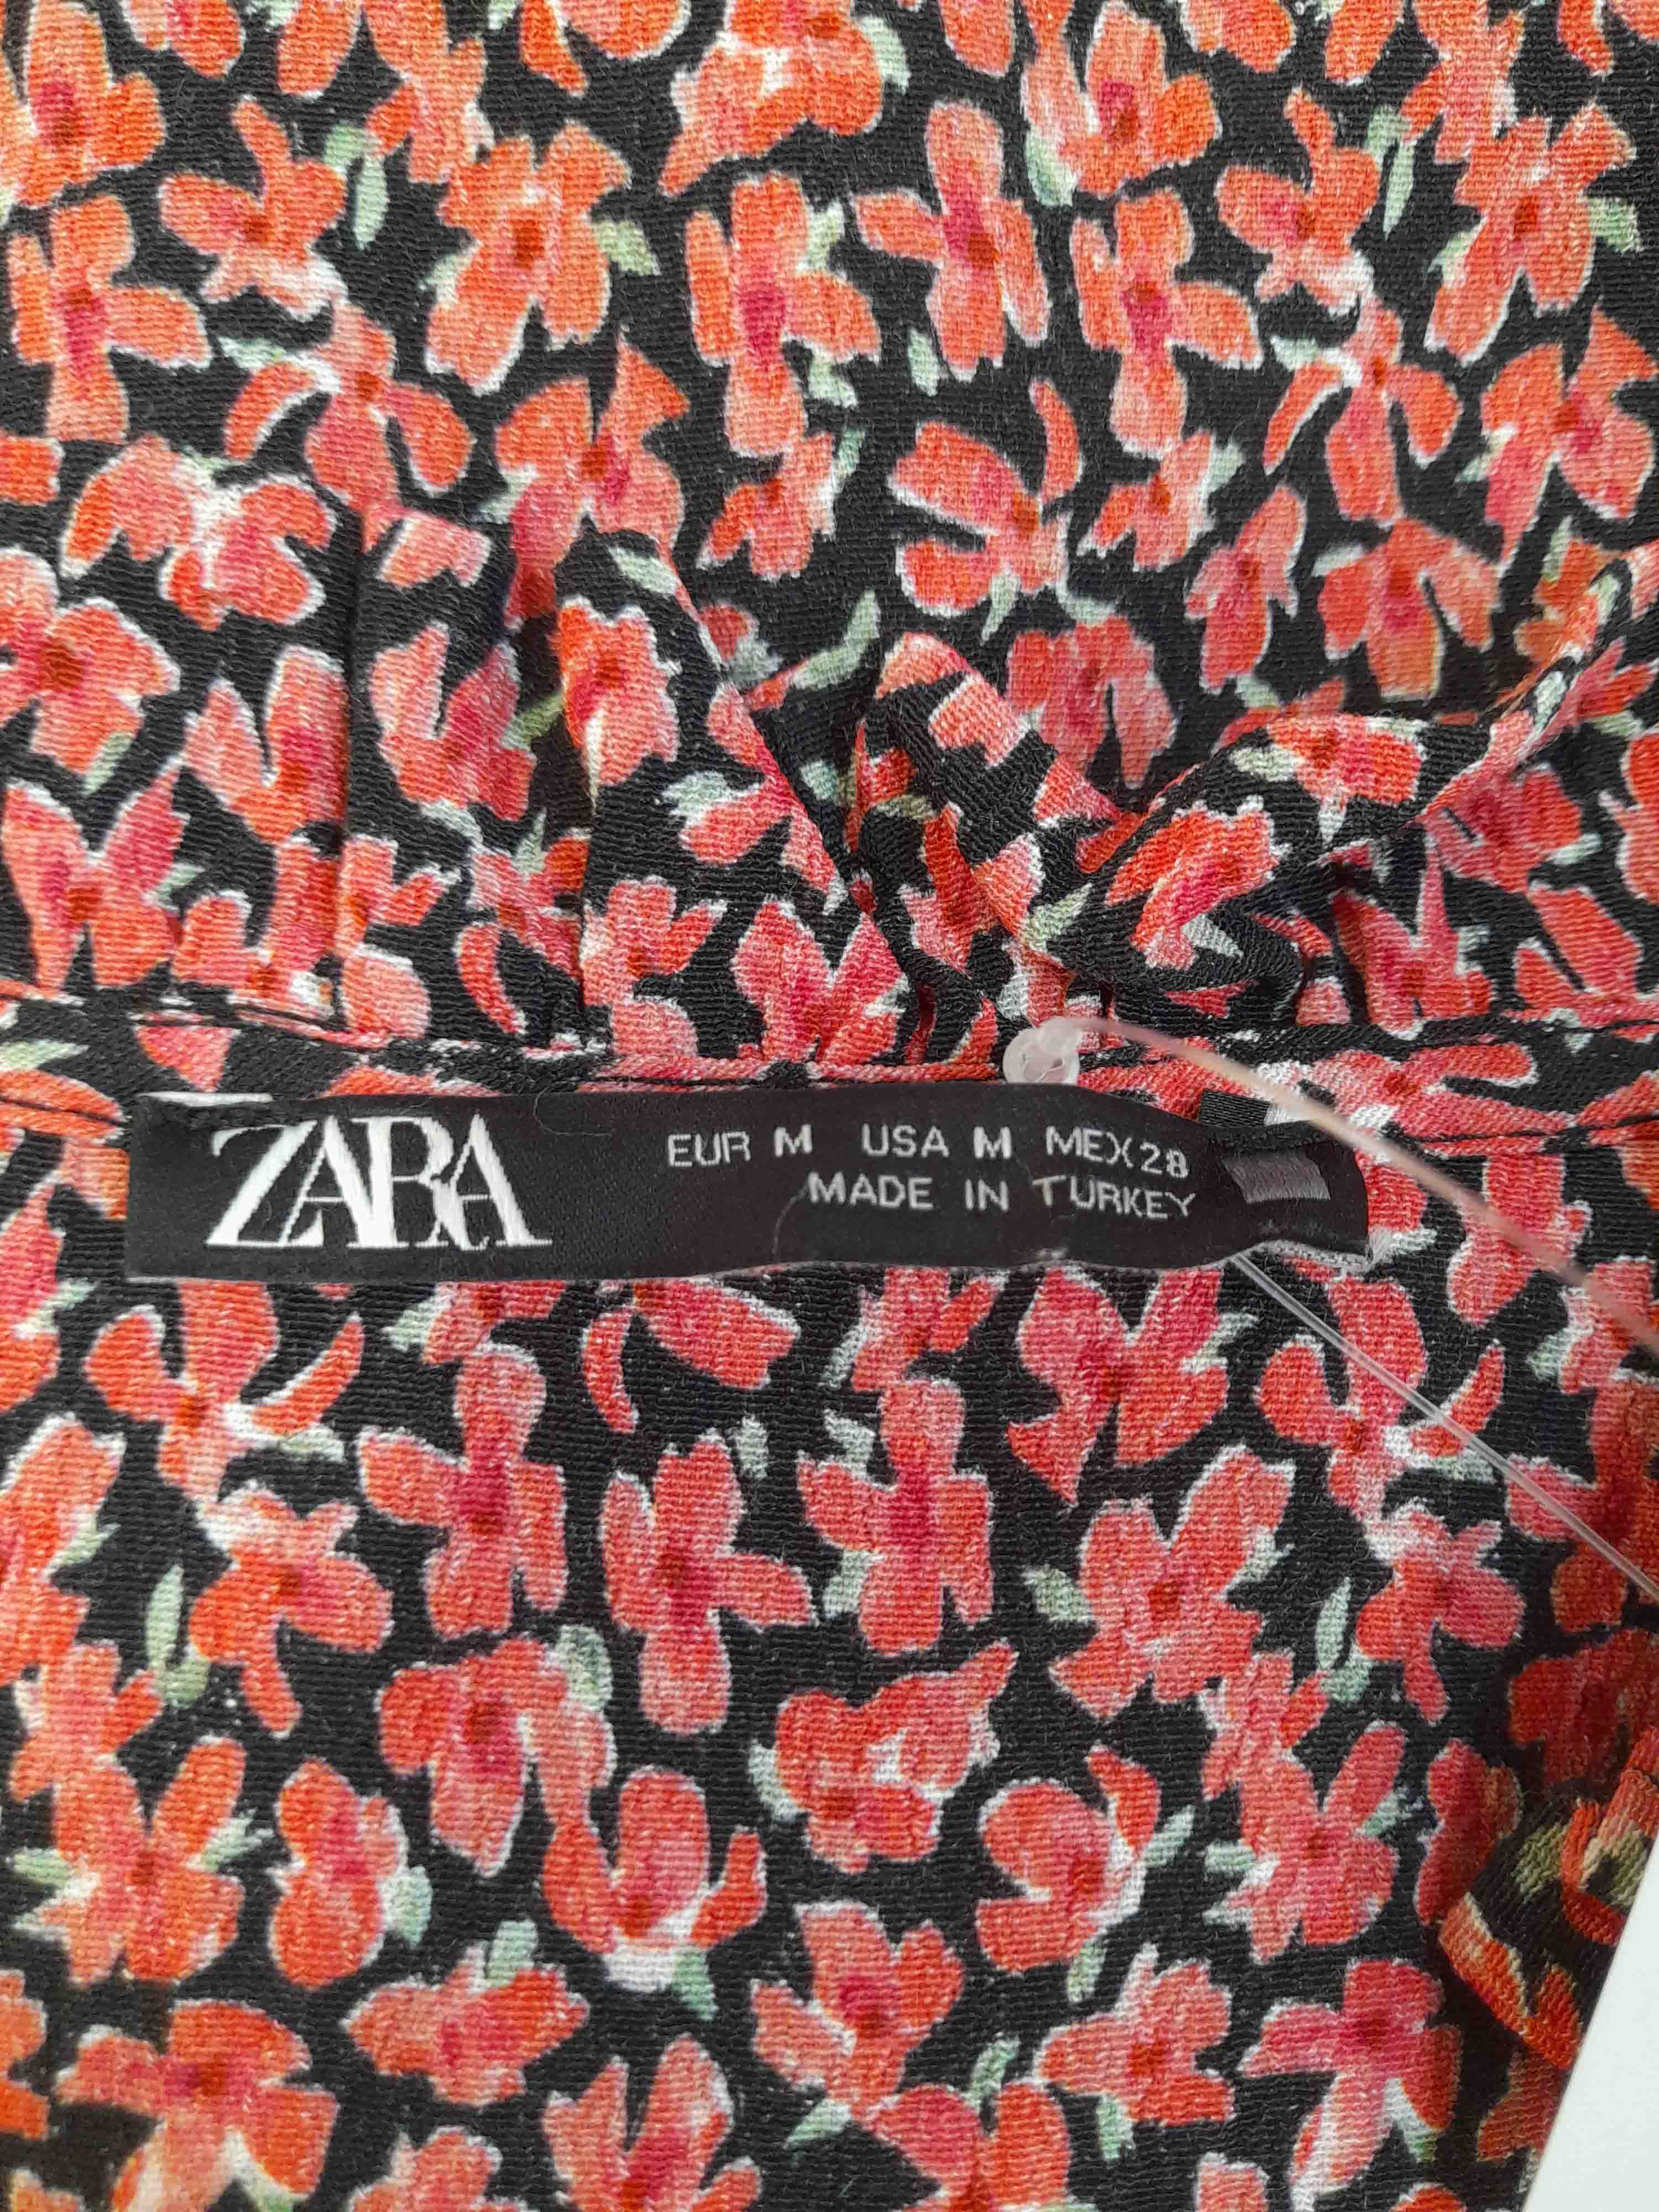 ZARA
EUR M USA M MEX 28
MADE IN TURKEY